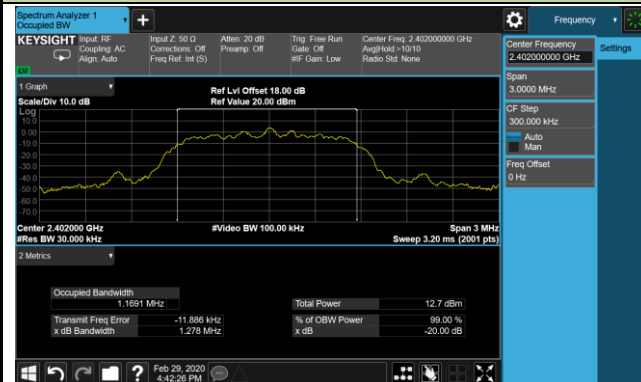 Spectrum Analyzer 1
Occupied BW
Frequency
KEYSIGHT
Input: RF
Coupling: AC
Align: Auto
Input Z: 50 Ω
Corrections: Off
Freq Ref: Int (S)
Atten: 20 dB
Preamp: Off
Trig: Free Run
Gate: Off
#IF Gain: Low
Center Freq: 2.402000000 GHz
Avg|Hold:>10/10
Radio Std: None
LXI
1 Graph
Scale/Div 10.0 dB
Ref Lvl Offset 18.00 dB
Ref Value 20.00 dBm
Log
10.0
0.00
-10.0
-20.0
-30.0
-40.0
-50.0
-60.0
-70.0
Center 2.402000 GHz
#Res BW 30.000 kHz
#Video BW 100.00 kHz
Span 3 MHz
Sweep 3.20 ms (2001 pts)
2 Metrics
Occupied Bandwidth
1.1691 MHz
Total Power 12.7 dBm
Transmit Freq Error -11.886 kHz
% of OBW Power 99.00 %
x dB Bandwidth 1.278 MHz
x dB -20.00 dB
Feb 29, 2020
4:42:26 PM
Center Frequency
2.402000000 GHz
Settings
Span
3.0000 MHz
CF Step
300.000 kHz
Auto
Man
Freq Offset
0 Hz